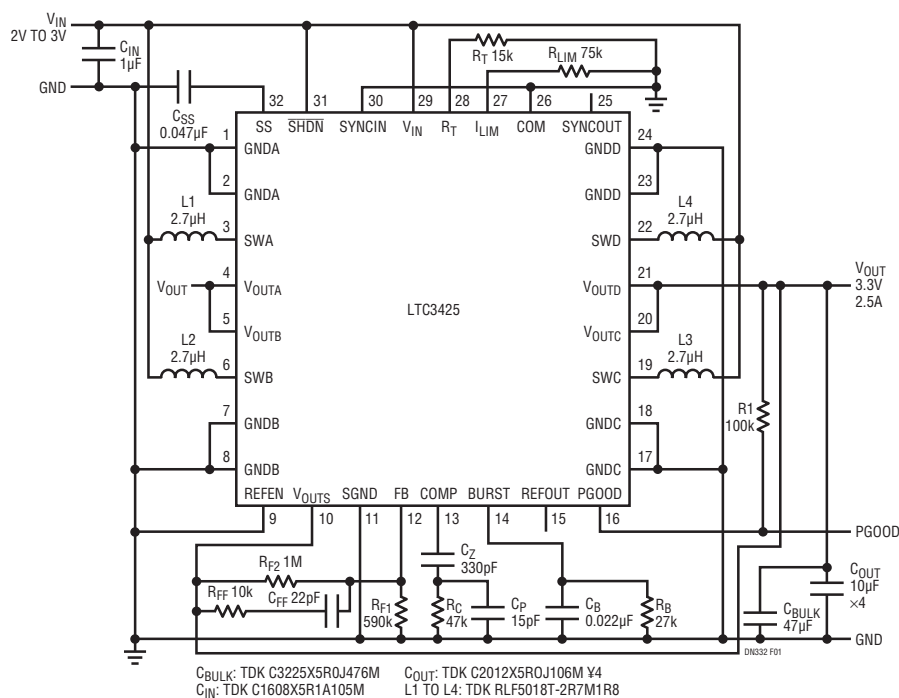 VIN
2V TO 3V
CIN
1µF
GND
CSS
0.047µF
RT 15k
RLIM 75k
32 31 30 29 28 27 26 25
SS SHDN SYNCIN VIN RT ILIM COM SYNCOUT
1 GNDA
2 GNDA
L1
2.7µH
3 SWA
VOUT
4 VOUTA
5 VOUTB
L2
2.7µH
6 SWB
7 GNDB
8 GNDB
LTC3425
GNDD 24
GNDD 23
L4
2.7µH
SWD 22
VOUTD 21
VOUTC 20
L3
2.7µH
SWC 19
GNDC 18
GNDC 17
VOUT
3.3V
2.5A
R1
100k
REFEN VOUTS SGND FB COMP BURST REFOUT PGOOD
9 10 11 12 13 14 15 16
PGOOD
RF2 1M
RFF 10k
CFF 22pF
RF1
590k
CZ
330pF
RC
47k
CP
15pF
CB
0.022µF
RB
27k
CBULK
47µF
COUT
10µF
×4
GND
DN332 F01
CBULK: TDK C3225X5R0J476M COUT: TDK C2012X5ROJ106M ¥4
CIN: TDK C1608X5R1A105M L1 TO L4: TDK RLF5018T-2R7M1R8